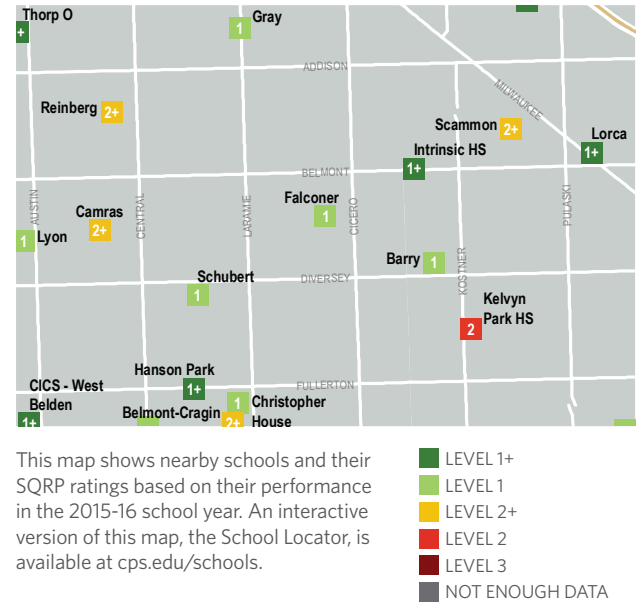 Thorp O
+
Gray
1
ADDISON
MILWAUKEE
Reinberg
2+
Scammon
2+
Lorca
1+
Intrinsic HS
1+
BELMONT
AUSTIN
CENTRAL
LARAMIE
CICERO
PULASKI
Falconer
1
Camras
2+
1
Lyon
Barry
1
KOSTNER
Schubert
1
DIVERSEY
Kelvyn
Park HS
2
Hanson Park
1+
FULLERTON
CICS - West
Belden
1+
Belmont-Cragin
1
Christopher
House
2+
This map shows nearby schools and their
SQRP ratings based on their performance
in the 2015-16 school year. An interactive
version of this map, the School Locator, is
available at cps.edu/schools.
LEVEL 1+
LEVEL 1
LEVEL 2+
LEVEL 2
LEVEL 3
NOT ENOUGH DATA